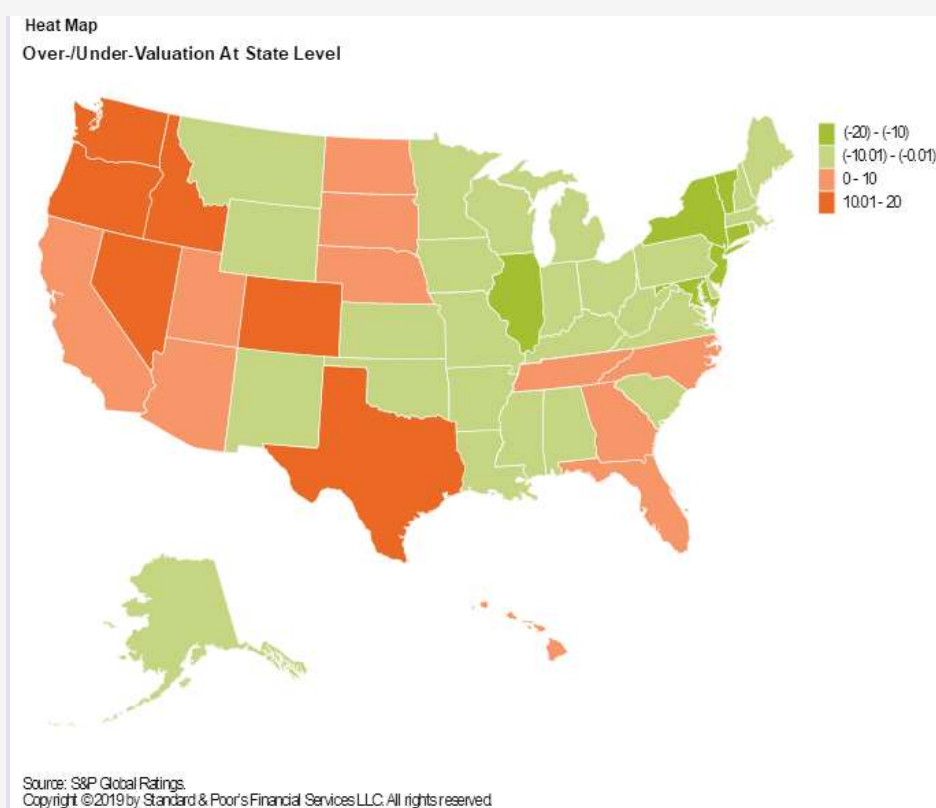 Heat Map
Over-/Under-Valuation At State Level
(-20) - (-10)
(-10.01) - (-0.01)
0 - 10
10.01 - 20
Source: S&P Global Ratings.
Copyright ©2019 by Standard & Poor's Financial Services LLC. All rights reserved.